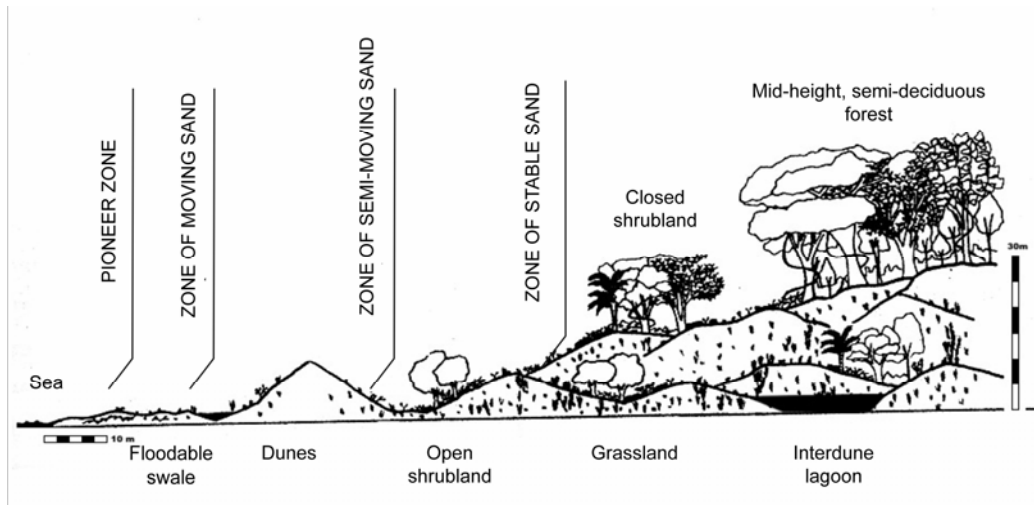 PIONEER ZONE
ZONE OF MOVING SAND
ZONE OF SEMI-MOVING SAND
ZONE OF STABLE SAND
Mid-height, semi-deciduous
forest
Closed
shrubland
30m
Sea
10 m
Floodable
swale
Dunes
Open
shrubland
Grassland
Interdune
lagoon